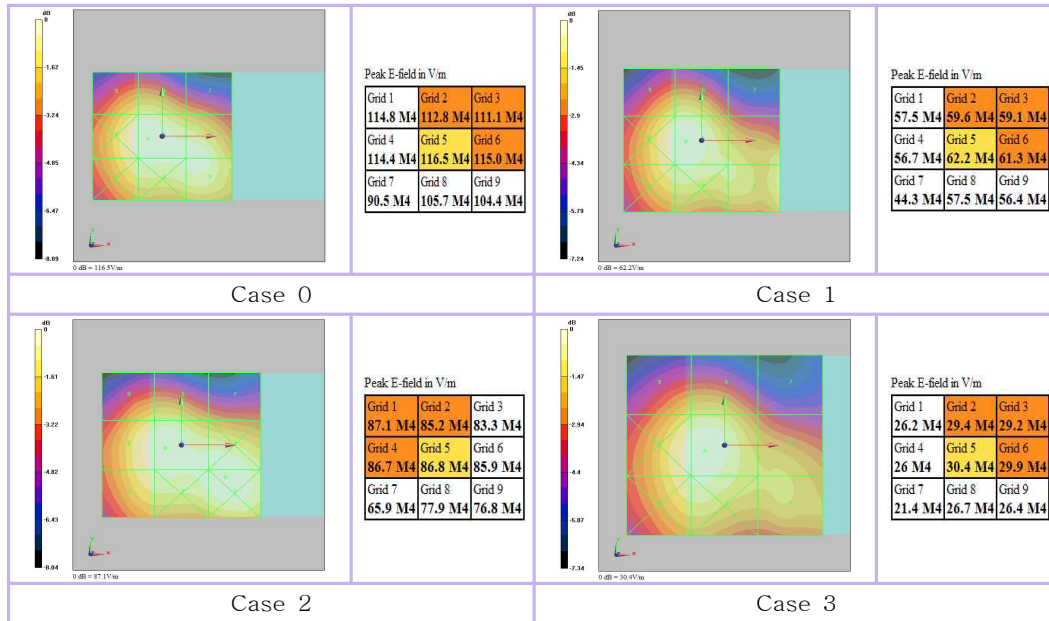 dB
0
-1.62
-3.24
-4.85
-6.47
-8.09
0 dB = 116.5V/m
Peak E-field in V/m
Grid 1 Grid 2 Grid 3
114.8 M4 112.8 M4 111.1 M4
Grid 4 Grid 5 Grid 6
114.4 M4 116.5 M4 115.0 M4
Grid 7 Grid 8 Grid 9
90.5 M4 105.7 M4 104.4 M4
Case 0
dB
0
-1.45
-2.9
-4.34
-5.79
-7.24
0 dB = 62.2V/m
Peak E-field in V/m
Grid 1 Grid 2 Grid 3
57.5 M4 59.6 M4 59.1 M4
Grid 4 Grid 5 Grid 6
56.7 M4 62.2 M4 61.3 M4
Grid 7 Grid 8 Grid 9
44.3 M4 57.5 M4 56.4 M4
Case 1
dB
0
-1.61
-3.22
-4.82
-6.43
-8.04
0 dB = 87.1V/m
Peak E-field in V/m
Grid 1 Grid 2 Grid 3
87.1 M4 85.2 M4 83.3 M4
Grid 4 Grid 5 Grid 6
86.7 M4 86.8 M4 85.9 M4
Grid 7 Grid 8 Grid 9
65.9 M4 77.9 M4 76.8 M4
Case 2
dB
0
-1.47
-2.94
-4.40
-5.87
-7.34
0 dB = 30.4V/m
Peak E-field in V/m
Grid 1 Grid 2 Grid 3
26.2 M4 29.4 M4 29.2 M4
Grid 4 Grid 5 Grid 6
26 M4 30.4 M4 29.9 M4
Grid 7 Grid 8 Grid 9
21.4 M4 26.7 M4 26.4 M4
Case 3